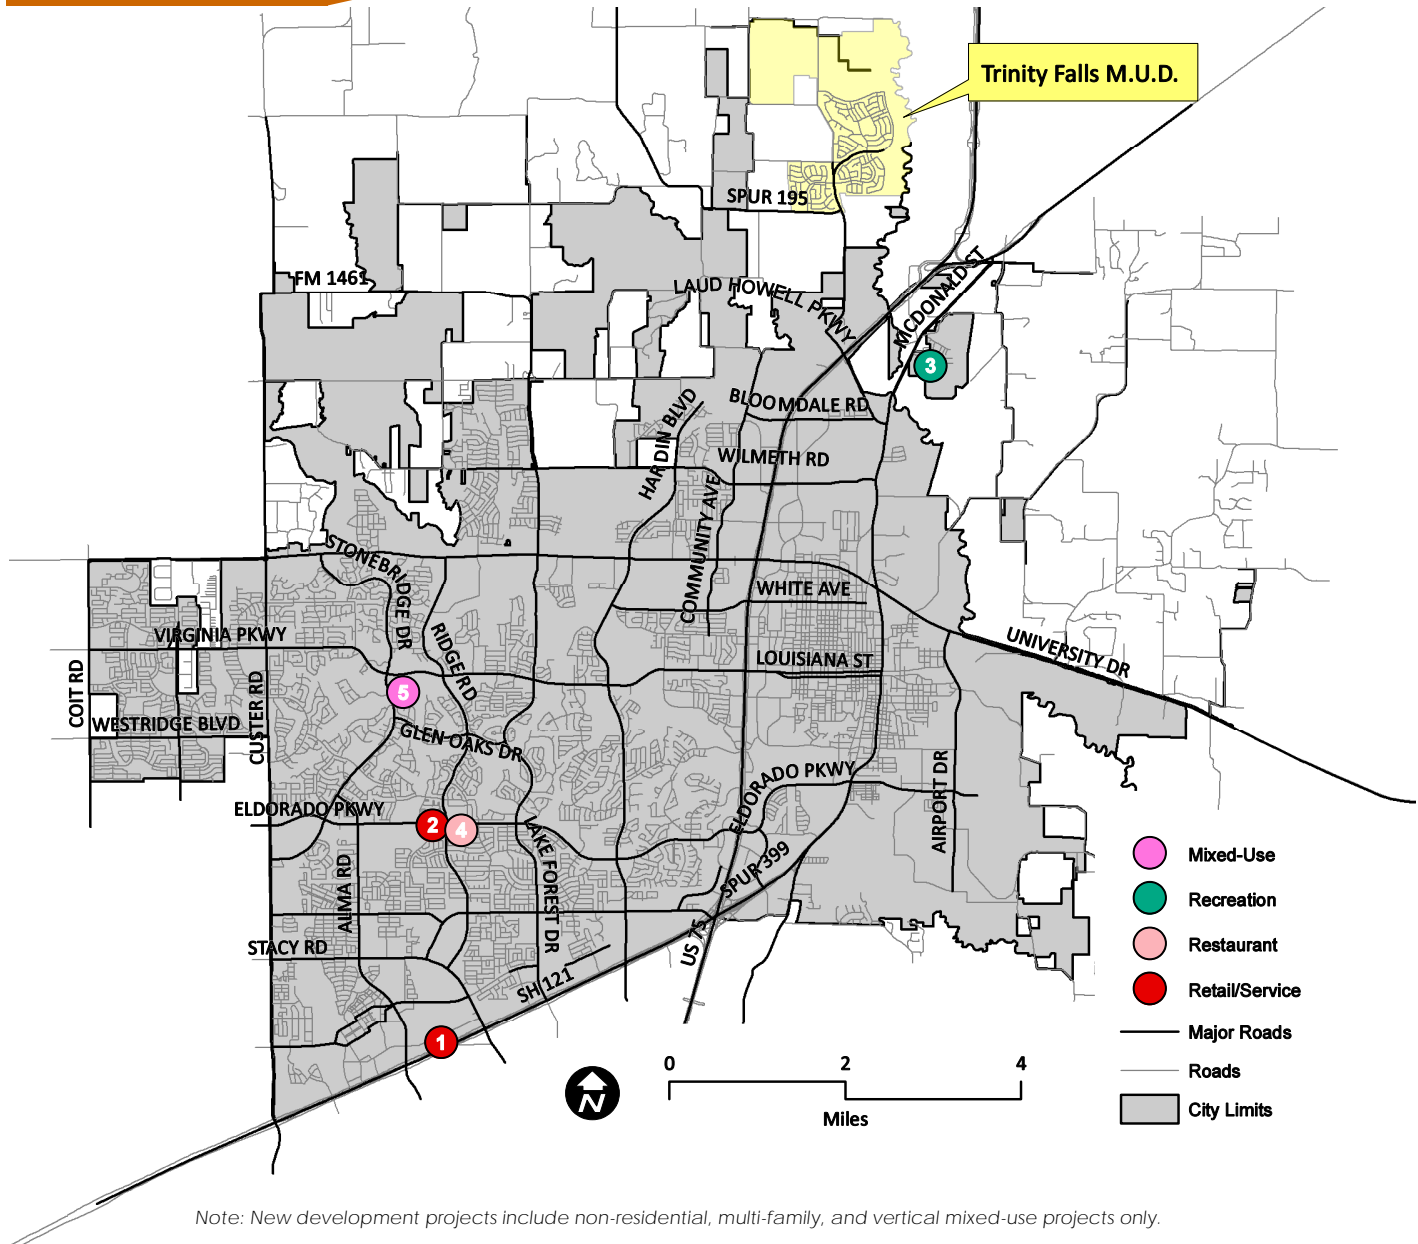 Trinity Falls M.U.D.
SPUR 195
FM 1461
LAUD HOWELL PKWY
MCDONALD ST
3
BLOOMDALE RD
HARDIN BLVD
WILMETH RD
COMMUNITY AVE
STONEBRIDGE DR
WHITE AVE
VIRGINIA PKWY
RIDGE RD
LOUISIANA ST
UNIVERSITY DR
COIT RD
CUSTER RD
5
WESTRIDGE BLVD
GLEN OAKS DR
ELDORADO PKWY
AIRPORT DR
ELDORADO PKWY
2
4
LAKE FOREST DR
SPUR 399
ALMA RD
STACY RD
US 75
SH 121
1
Mixed-Use
Recreation
Restaurant
Retail/Service
Major Roads
Roads
City Limits
N
0 2 4
Miles
Note: New development projects include non-residential, multi-family, and vertical mixed-use projects only.